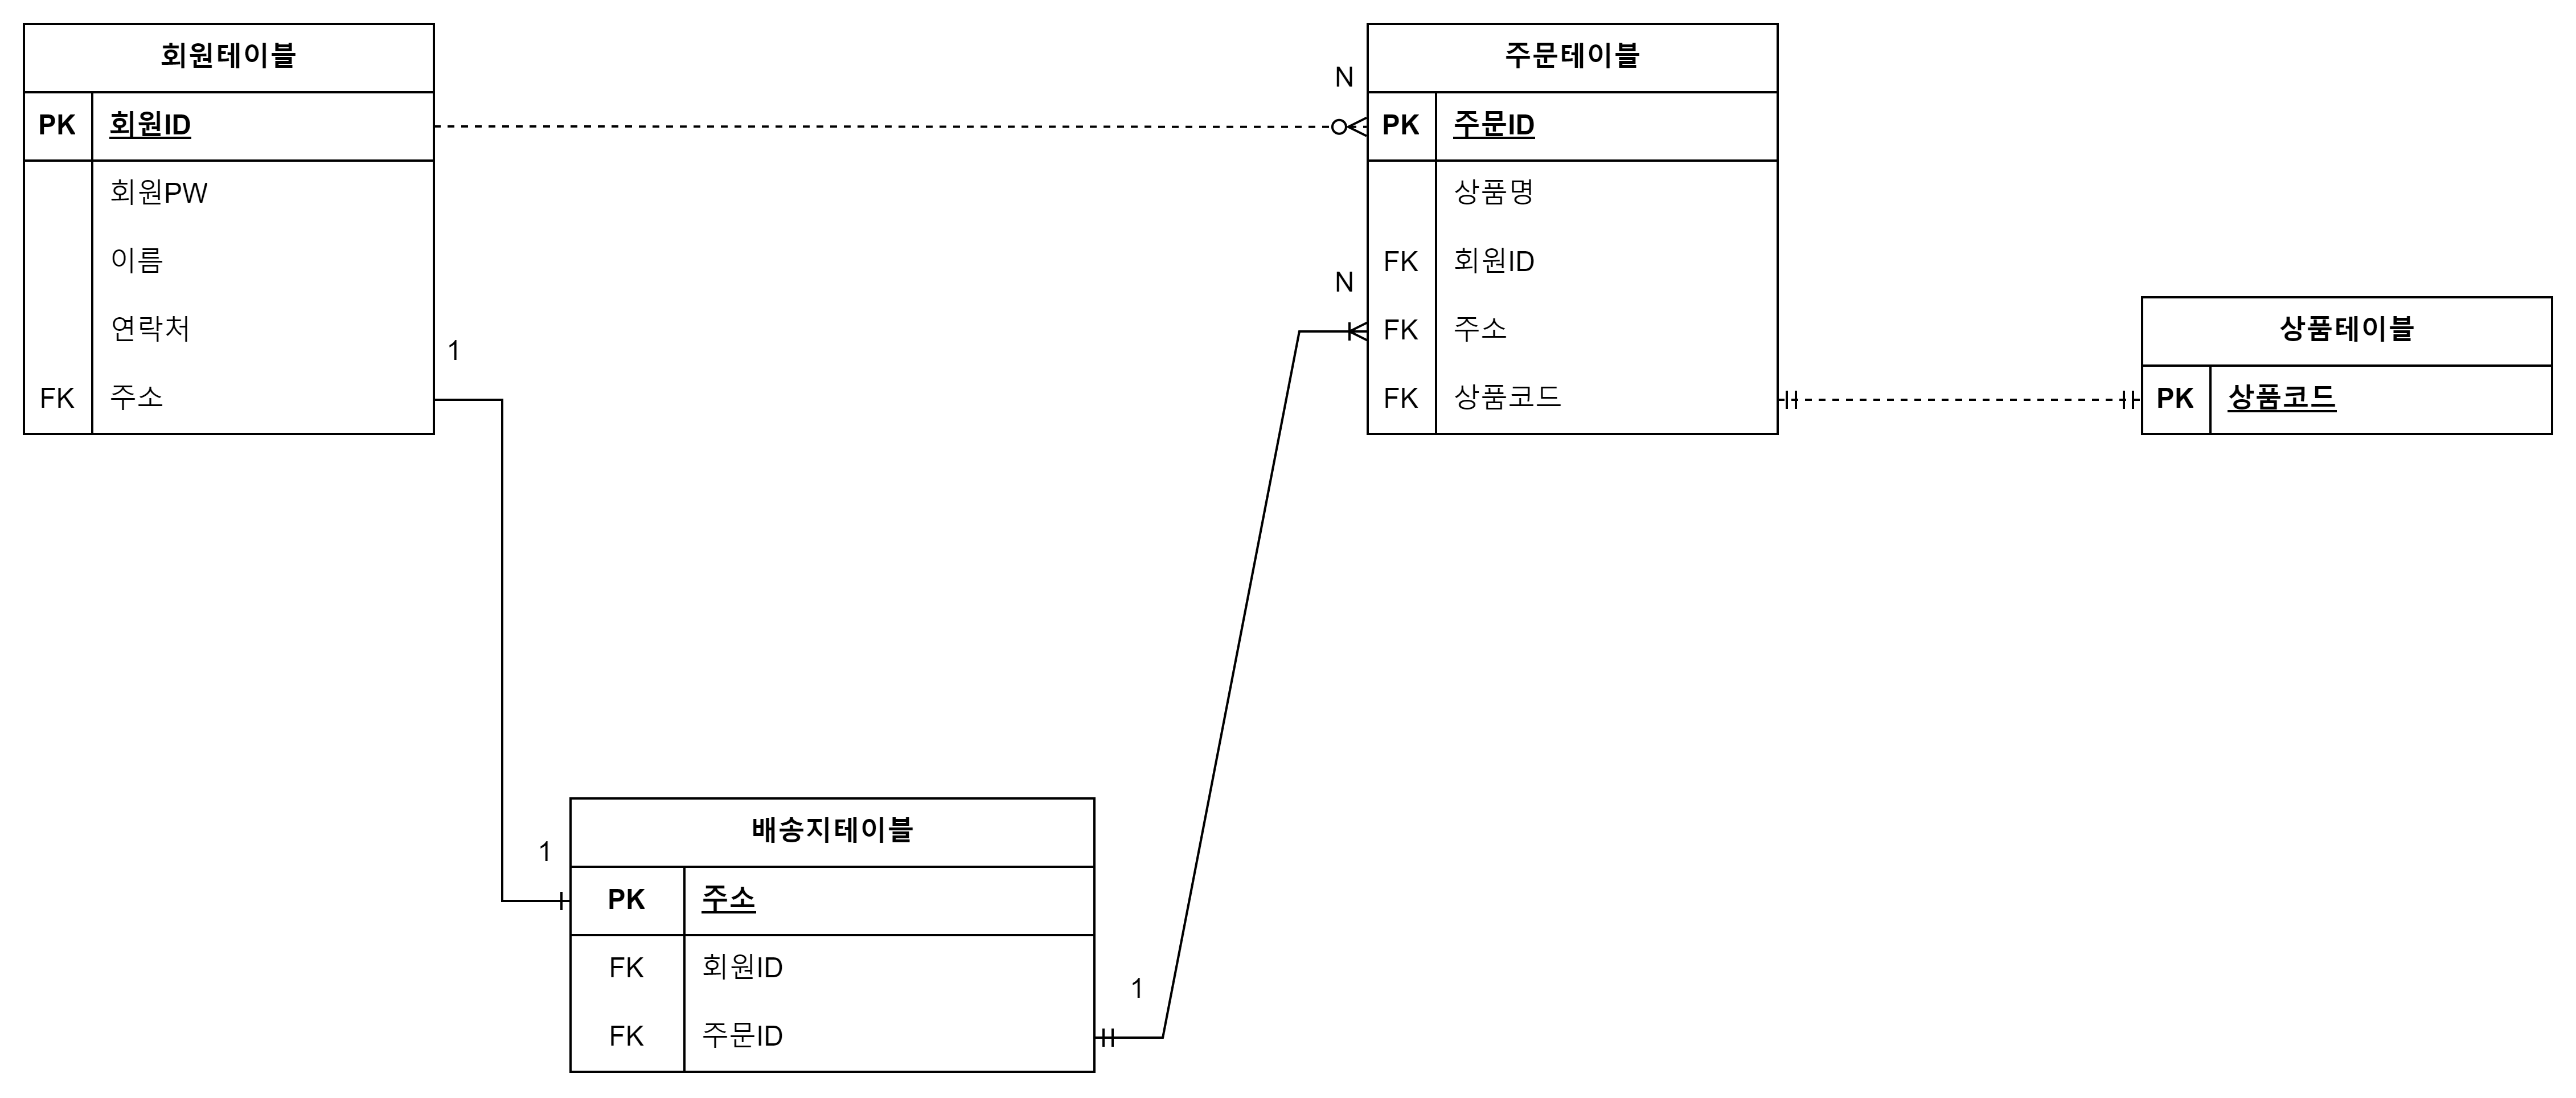 회원테이블
PK 회원ID
회원PW
이름
연락처
FK 주소
1
N
주문테이블
PK 주문ID
상품명
FK 회원ID
N
FK 주소
FK 상품코드
상품테이블
PK 상품코드
1
배송지테이블
PK 주소
FK 회원ID
FK 주문ID
1